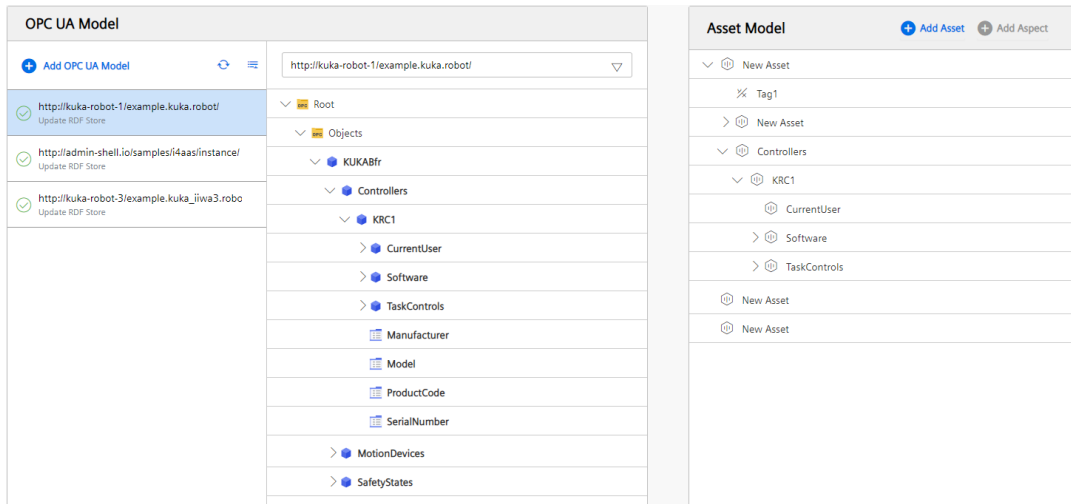 OPC UA Model
Add OPC UA Model
http://kuka-robot-1/example.kuka.robot/
Update RDF Store
http://admin-shell.io/samples/i4aas/instance/
Update RDF Store
http://kuka-robot-3/example.kuka_iiwa3.robo
Update RDF Store
http://kuka-robot-1/example.kuka.robot/
OPC Root
OPC Objects
KUKABfr
Controllers
KRC1
CurrentUser
Software
TaskControls
Manufacturer
Model
ProductCode
SerialNumber
MotionDevices
SafetyStates
Asset Model
Add Asset
Add Aspect
New Asset
Tag1
New Asset
Controllers
KRC1
CurrentUser
Software
TaskControls
New Asset
New Asset